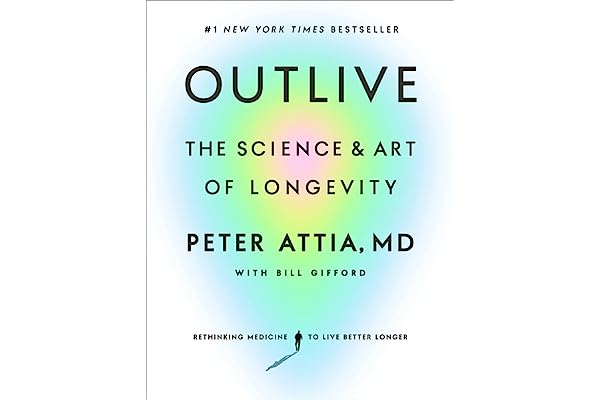 #1 NEW YORK TIMES BESTSELLER
OUTLIVE
THE SCIENCE & ART
OF LONGEVITY
PETER ATTIA, MD
WITH BILL GIFFORD
RETHINKING MEDICINE TO LIVE BETTER LONGER